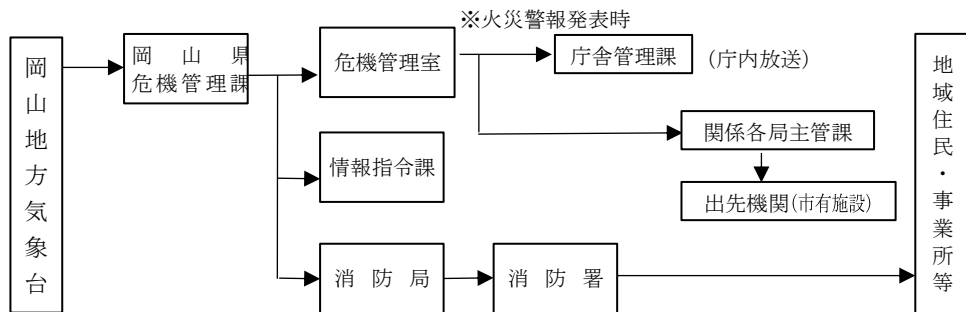 岡山地方気象台
岡山県
危機管理課
危機管理室
※火災警報発表時
庁舎管理課
(庁内放送)
関係各局主管課
出先機関(市有施設)
情報指令課
消防局
消防署
地域住民・事業所等